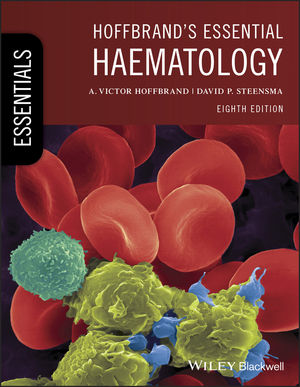 ESSENTIALS
HOFFBRAND'S ESSENTIAL
HAEMATOLOGY
A. VICTOR HOFFBRAND | DAVID P. STEENSMA
EIGHTH EDITION
WILEY Blackwell